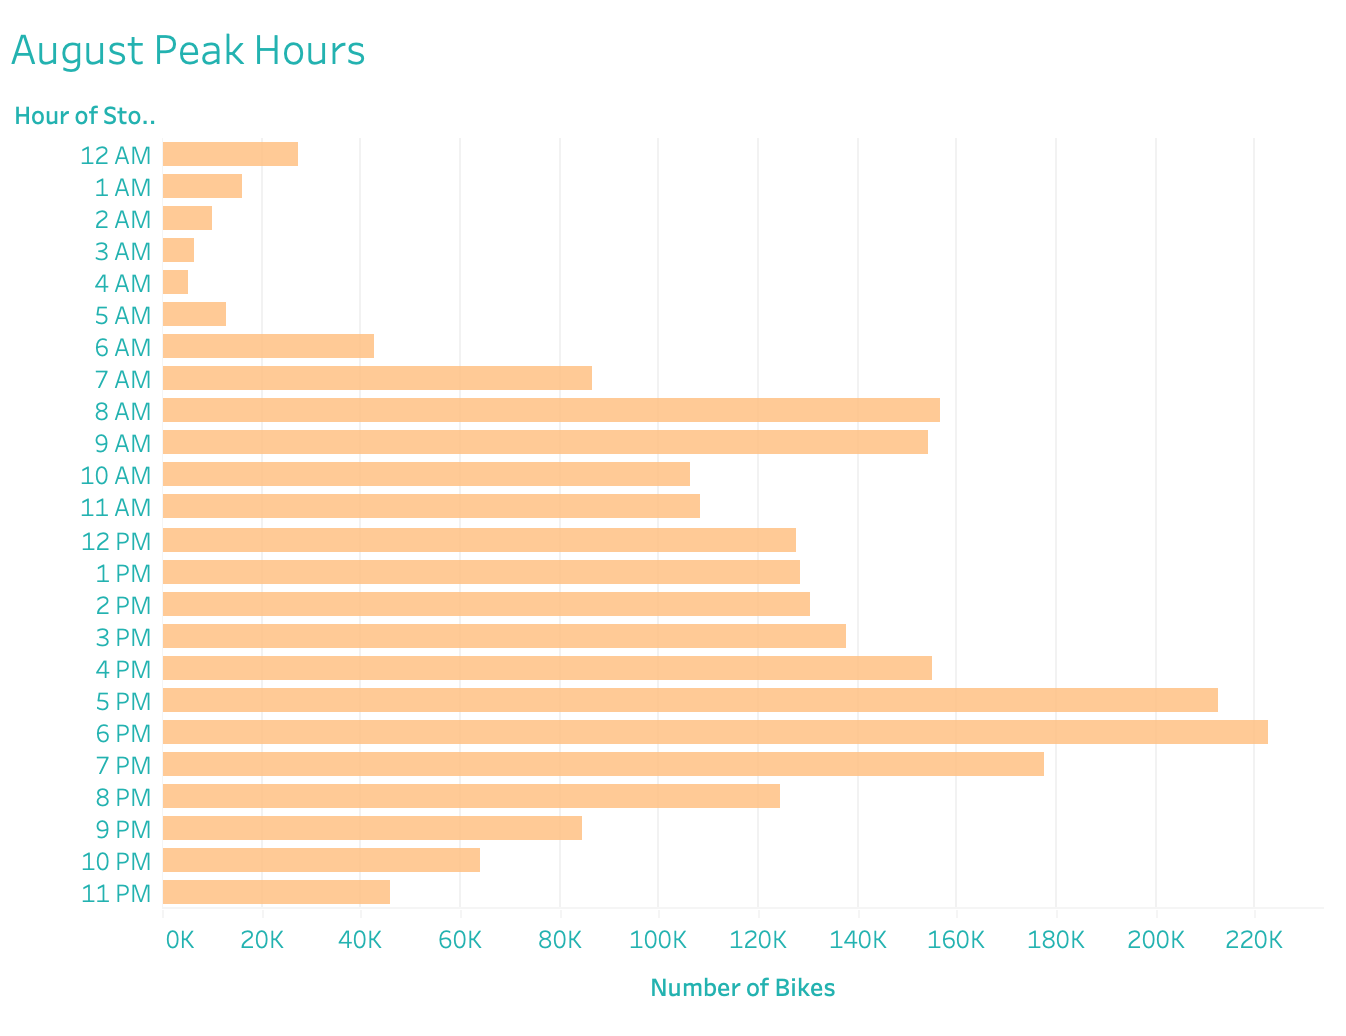 August Peak Hours
Hour of Sto..
12 AM
1 AM
2 AM
3 AM
4 AM
5 AM
6 AM
7 AM
8 AM
9 AM
10 AM
11 AM
12 PM
1 PM
2 PM
3 PM
4 PM
5 PM
6 PM
7 PM
8 PM
9 PM
10 PM
11 PM
0K 20K 40K 60K 80K 100K 120K 140K 160K 180K 200K 220K
Number of Bikes